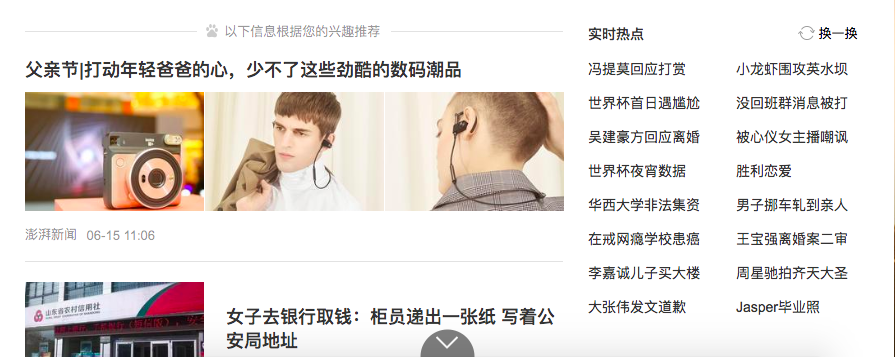 以下信息根据您的兴趣推荐
父亲节|打动年轻爸爸的心，少不了这些劲酷的数码潮品
澎湃新闻 06-15 11:06
山东省农村信用社
女子去银行取钱：柜员递出一张纸 写着公
安局地址
实时热点 换一换
冯提莫回应打赏 小龙虾围攻英水坝
世界杯首日遇尴尬 没回班群消息被打
吴建豪方回应离婚 被心仪女主播嘲讽
世界杯夜宵数据 胜利恋爱
华西大学非法集资 男子挪车轧到亲人
在戒网瘾学校患癌 王宝强离婚案二审
李嘉诚儿子买大楼 周星驰拍齐天大圣
大张伟发文道歉 Jasper毕业照